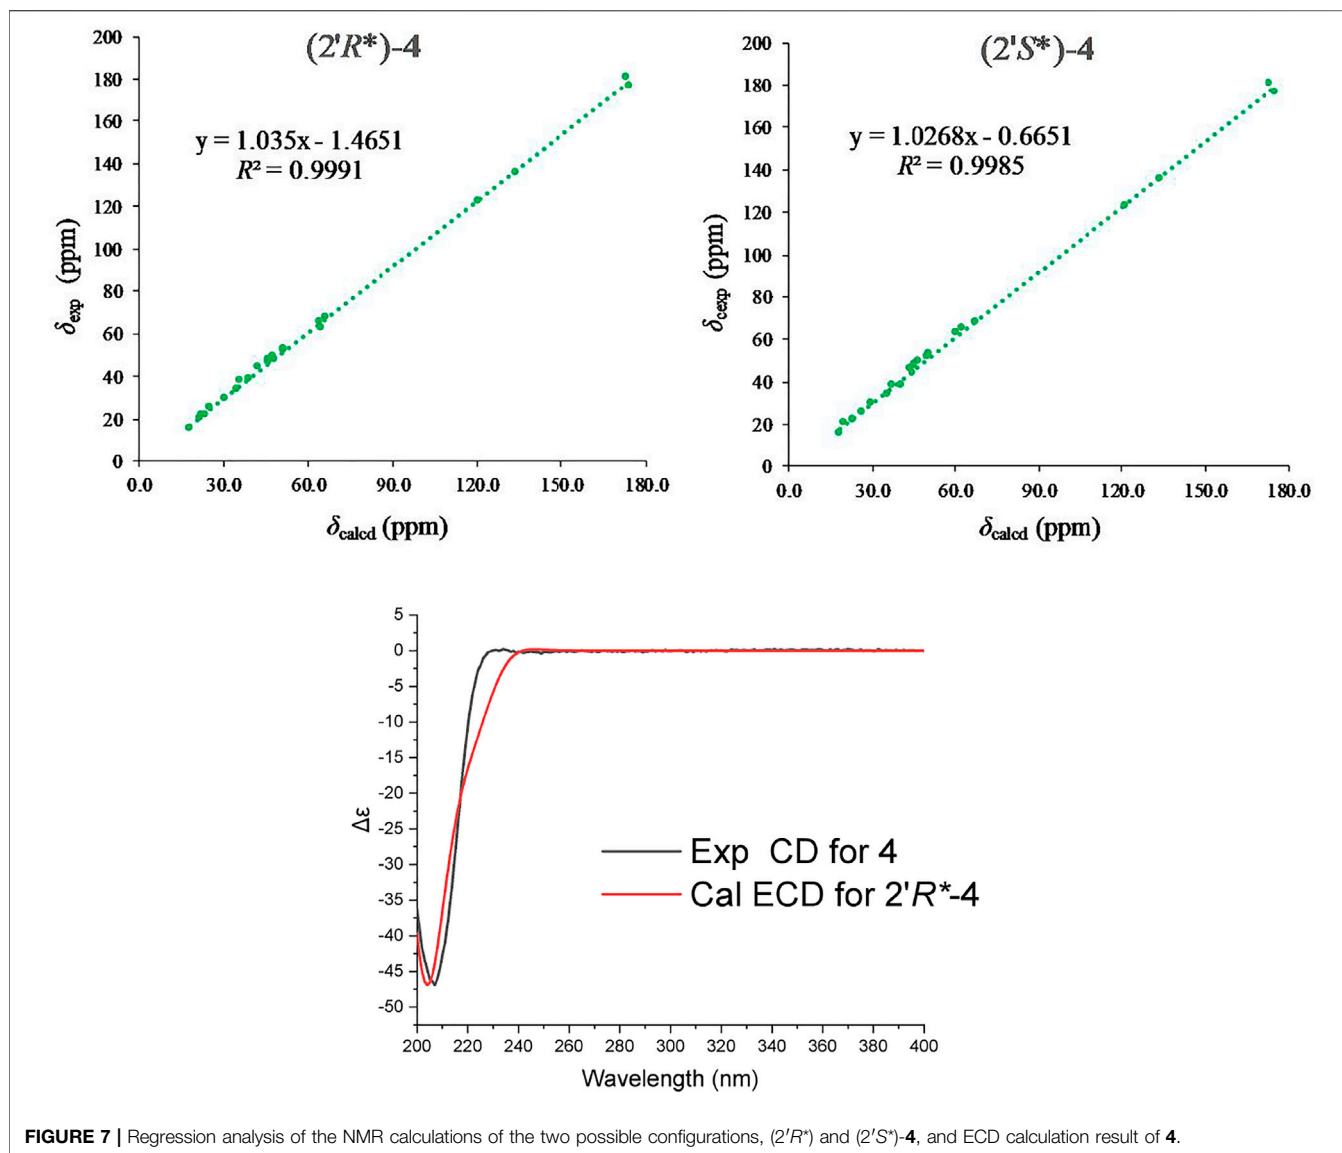 (2'R*)-4
y = 1.035x - 1.4651
R² = 0.9991
200
180
160
140
120
100
80
60
40
20
0
0.0 30.0 60.0 90.0 120.0 150.0 180.0
δexp (ppm)
δcalcd (ppm)
(2'S*)-4
y = 1.0268x - 0.6651
R² = 0.9985
200
180
160
140
120
100
80
60
40
20
0
0.0 30.0 60.0 90.0 120.0 150.0 180.0
δcexp (ppm)
δcalcd (ppm)
5
0
-5
-10
-15
-20
-25
-30
-35
-40
-45
-50
Δε
Exp CD for 4
Cal ECD for 2'R*-4
200 220 240 260 280 300 320 340 360 380 400
Wavelength (nm)
FIGURE 7 | Regression analysis of the NMR calculations of the two possible configurations, (2′R*) and (2′S*)-4, and ECD calculation result of 4.